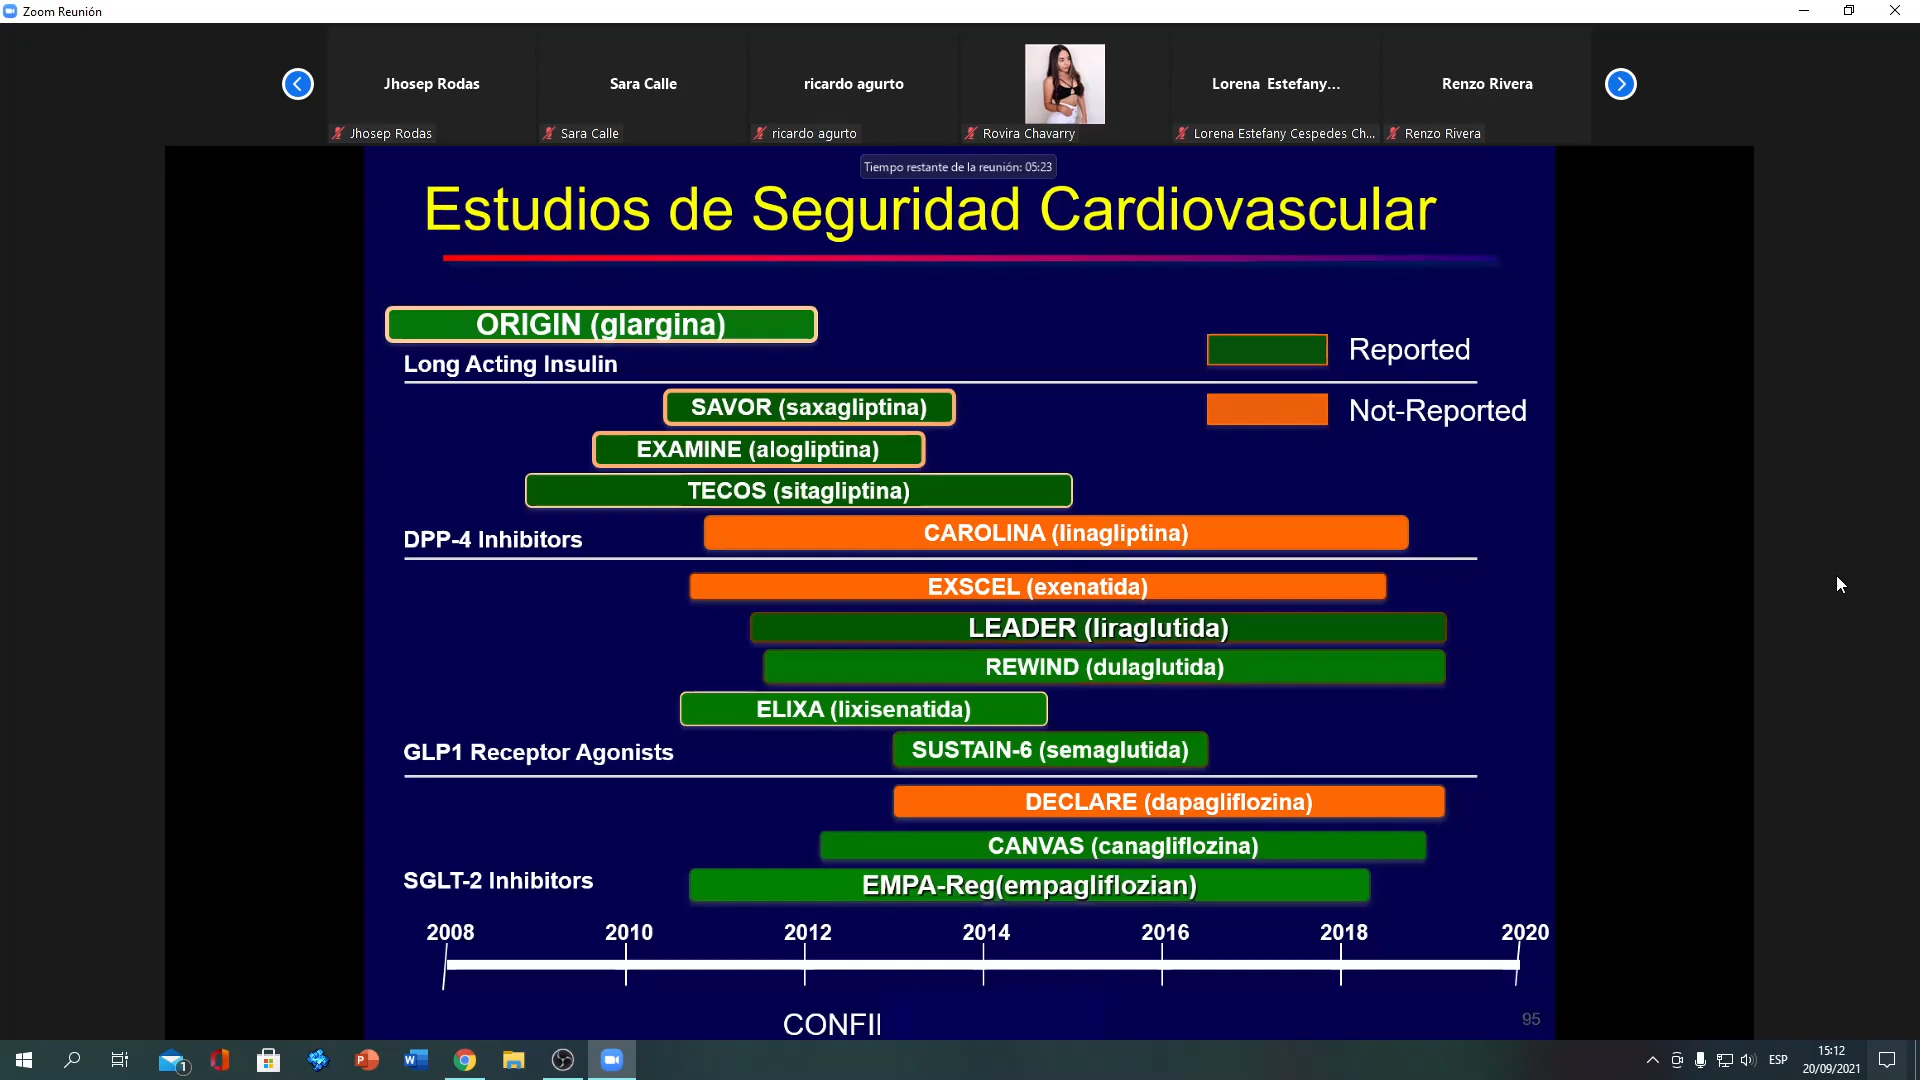 Zoom Reunión
Jhosep Rodas
Sara Calle
ricardo agurto
Lorena Estefany...
Renzo Rivera
Jhosep Rodas
Sara Calle
ricardo agurto
Rovira Chavarry
Lorena Estefany Cespedes Ch...
Renzo Rivera
Tiempo restante de la reunión: 05:23
Estudios de Seguridad Cardiovascular
ORIGIN (glargina)
Reported
Long Acting Insulin
SAVOR (saxagliptina)
Not-Reported
EXAMINE (alogliptina)
TECOS (sitagliptina)
CAROLINA (linagliptina)
DPP-4 Inhibitors
EXSCEL (exenatida)
LEADER (liraglutida)
REWIND (dulaglutida)
ELIXA (lixisenatida)
SUSTAIN-6 (semaglutida)
GLP1 Receptor Agonists
DECLARE (dapagliflozina)
CANVAS (canagliflozina)
SGLT-2 Inhibitors
EMPA-Reg(empagliflozian)
2008 2010 2012 2014 2016 2018 2020
CONFII
95
1
ESP
15:12
20/09/2021